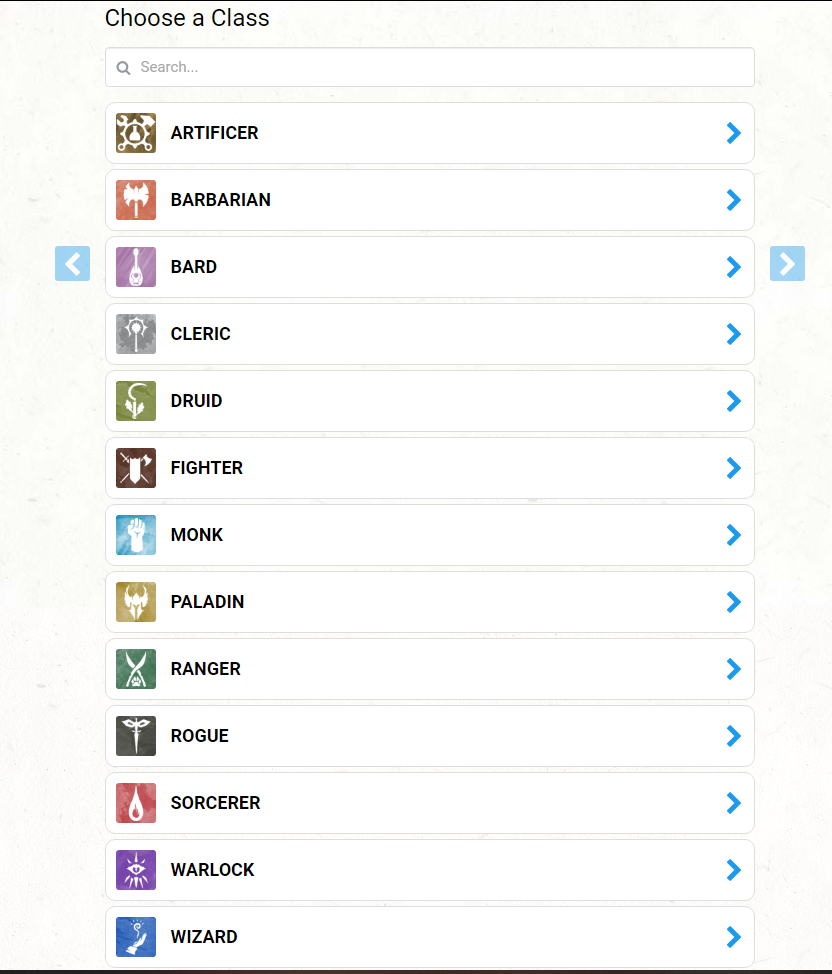 Choose a Class
Search...
ARTIFICER
BARBARIAN
BARD
CLERIC
DRUID
FIGHTER
MONK
PALADIN
RANGER
ROGUE
SORCERER
WARLOCK
WIZARD